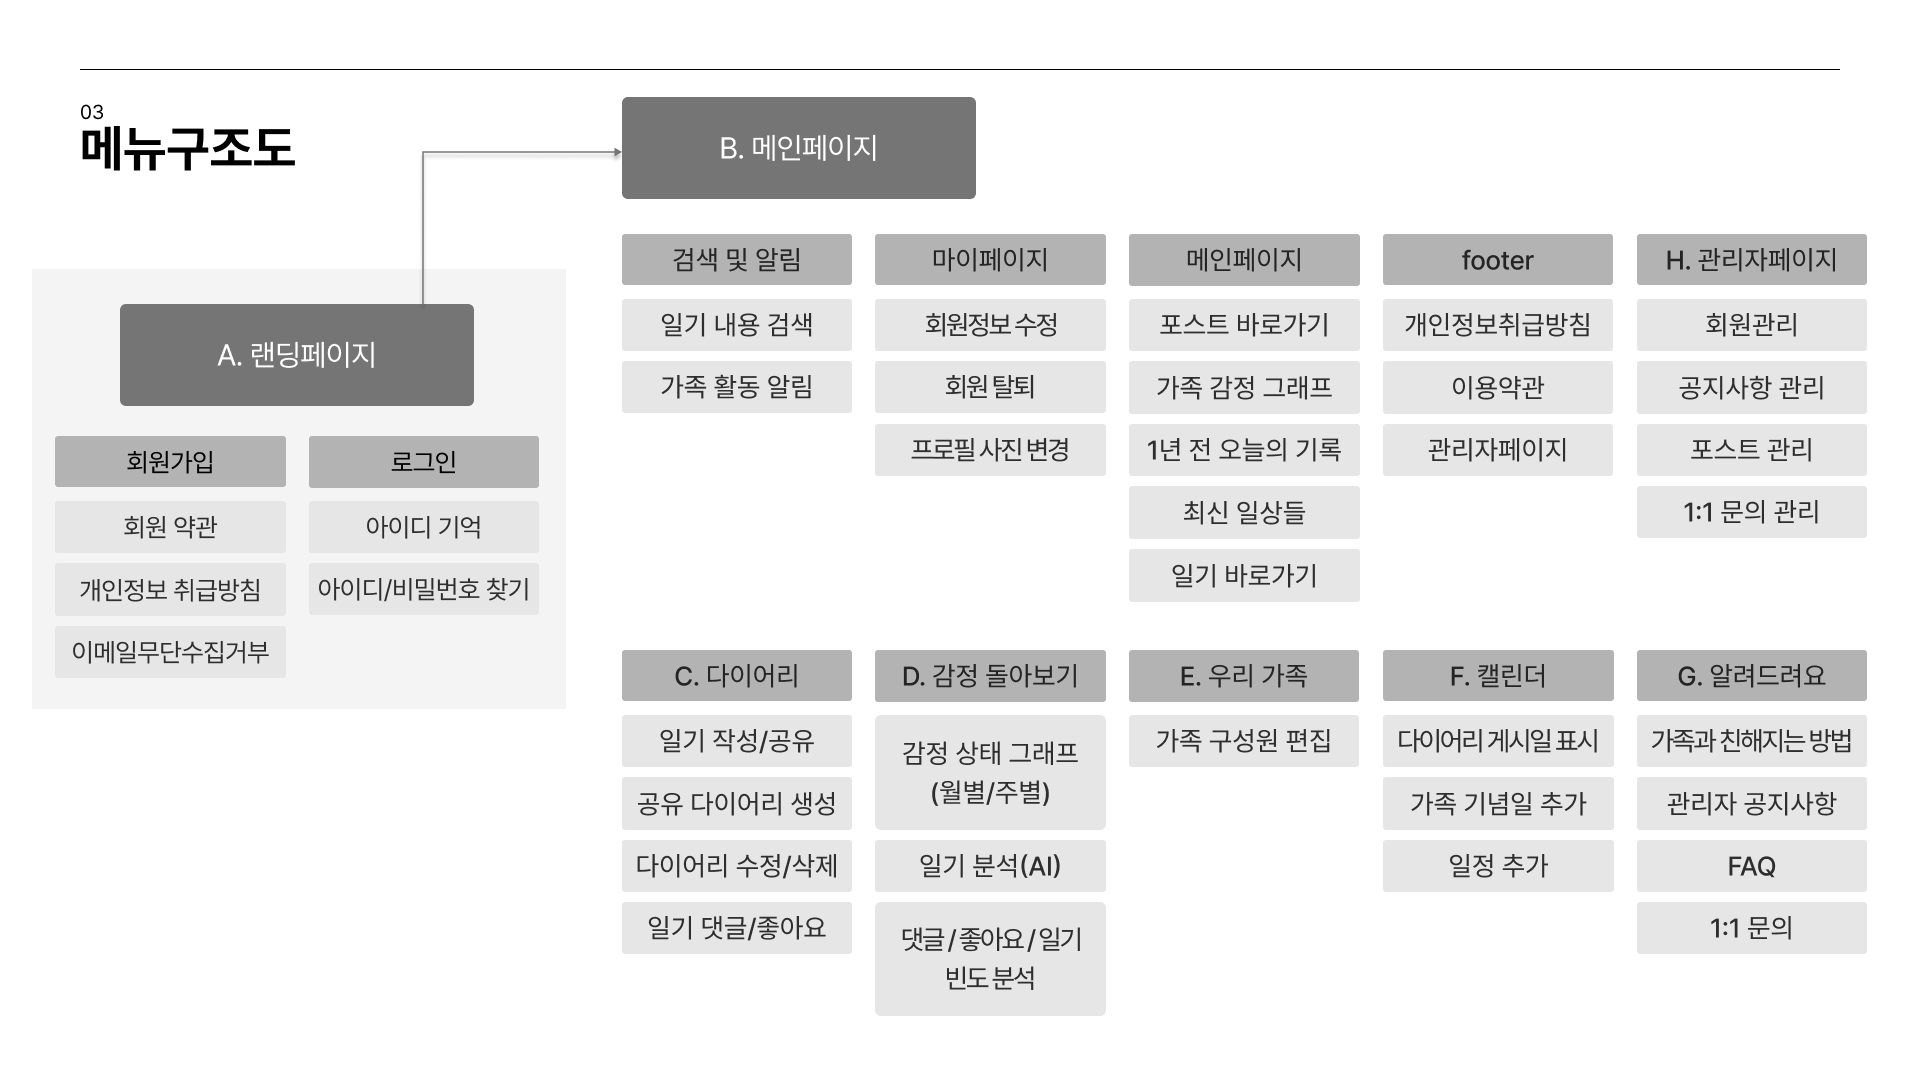 03
메뉴구조도
A. 랜딩페이지
회원가입
회원 약관
개인정보 취급방침
이메일무단수집거부
로그인
아이디 기억
아이디/비밀번호 찾기
B. 메인페이지
검색 및 알림
일기 내용 검색
가족 활동 알림
마이페이지
회원정보 수정
회원 탈퇴
프로필 사진 변경
메인페이지
포스트 바로가기
가족 감정 그래프
1년 전 오늘의 기록
최신 일상들
일기 바로가기
footer
개인정보취급방침
이용약관
관리자페이지
H. 관리자페이지
회원관리
공지사항 관리
포스트 관리
1:1 문의 관리
C. 다이어리
일기 작성/공유
공유 다이어리 생성
다이어리 수정/삭제
일기 댓글/좋아요
D. 감정 돌아보기
감정 상태 그래프
(월별/주별)
일기 분석(AI)
댓글 / 좋아요 / 일기
빈도 분석
E. 우리 가족
가족 구성원 편집
F. 캘린더
다이어리 게시일 표시
가족 기념일 추가
일정 추가
G. 알려드려요
가족과 친해지는 방법
관리자 공지사항
FAQ
1:1 문의